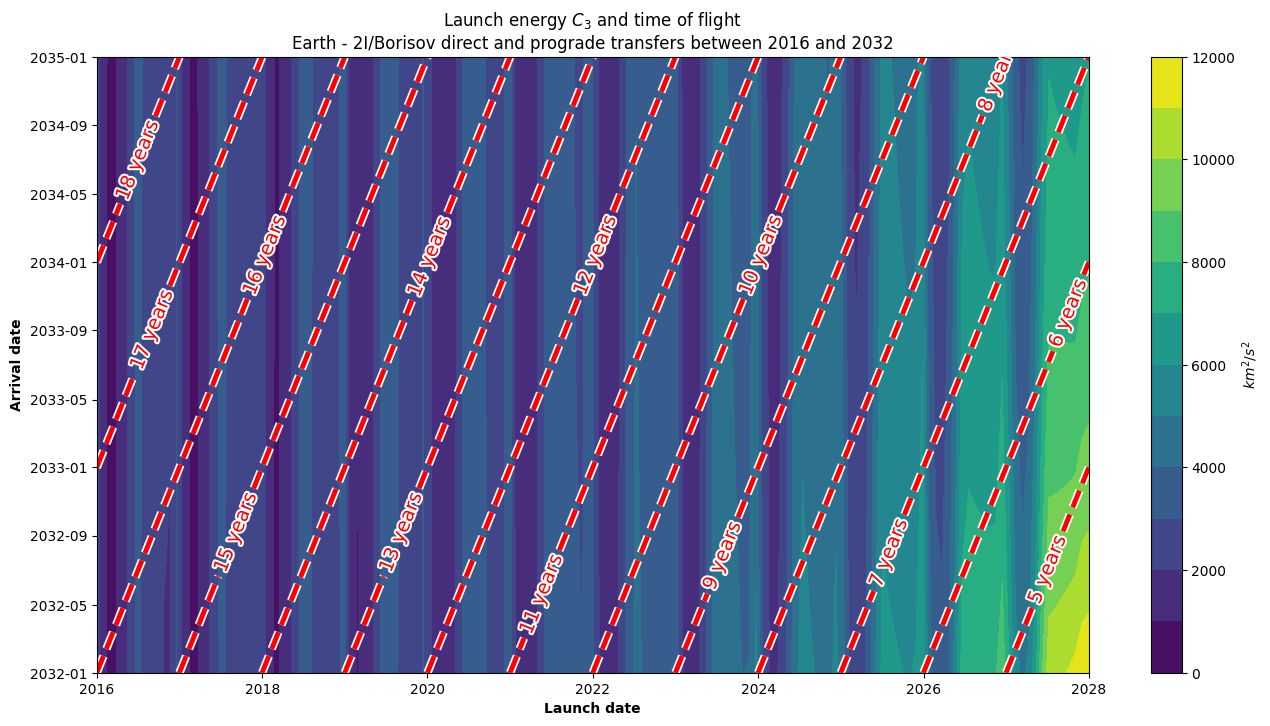 Launch energy $C_3$ and time of flight
Earth - 2I/Borisov direct and prograde transfers between 2016 and 2032
2035-01
2034-09
2034-05
2034-01
2033-09
2033-05
2033-01
2032-09
2032-05
2032-01
Arrival date
2016
2018
2020
2022
2024
2026
2028
Launch date
18 years
17 years
16 years
15 years
14 years
13 years
12 years
11 years
10 years
9 years
8 year
7 years
6 years
5 years
12000
10000
8000
6000
4000
2000
0
km²/s²